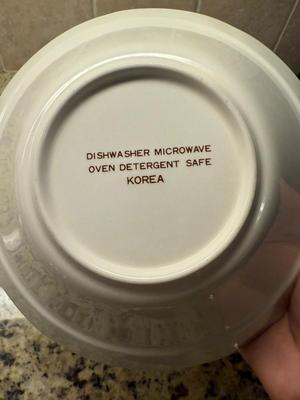 DISHWASHER MICROWAVE
OVEN DETERGENT SAFE
KOREA